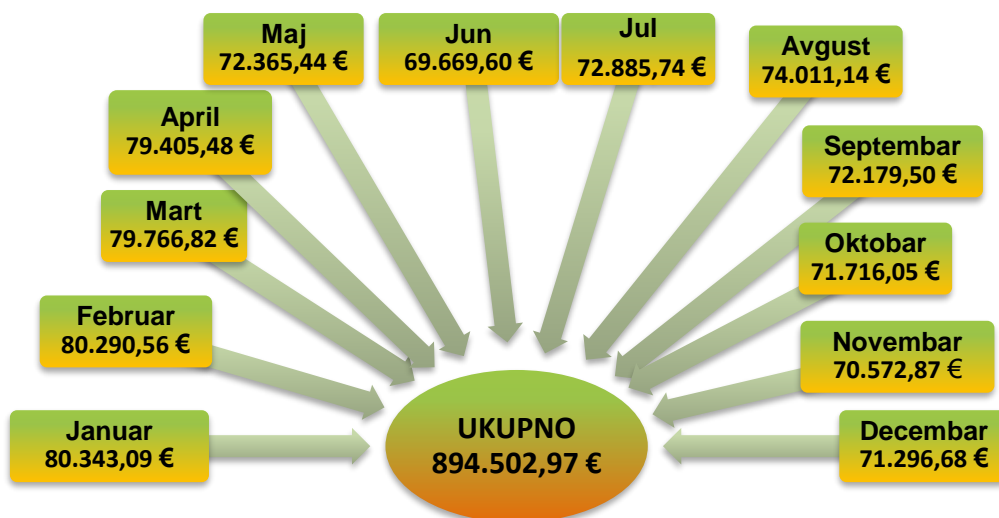 Maj
72.365,44 €
Jun
69.669,60 €
Jul
72.885,74 €
Avgust
74.011,14 €
April
79.405,48 €
Septembar
72.179,50 €
Mart
79.766,82 €
Oktobar
71.716,05 €
Februar
80.290,56 €
Novembar
70.572,87 €
Januar
80.343,09 €
UKUPNO
894.502,97 €
Decembar
71.296,68 €